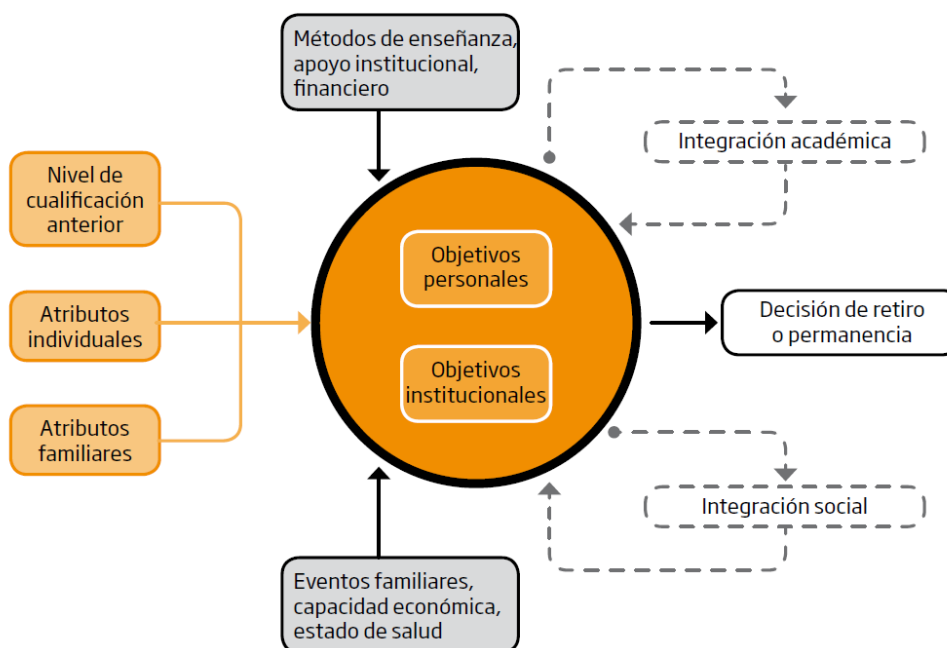 Métodos de enseñanza,
apoyo institucional,
financiero
Integración académica
Nivel de
cualificación
anterior
Objetivos
personales
Atributos
individuales
Decisión de retiro
o permanencia
Objetivos
institucionales
Atributos
familiares
Integración social
Eventos familiares,
capacidad económica,
estado de salud